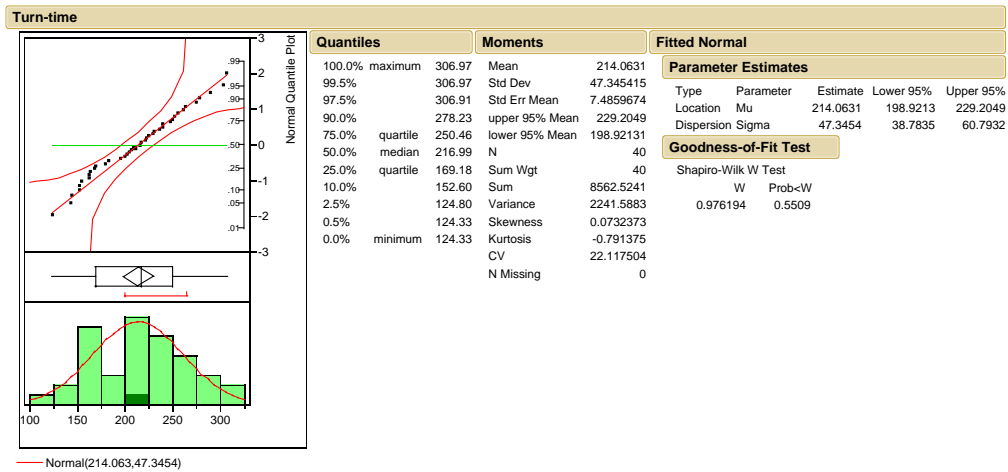 Turn-time
3
2
1
0
-1
-2
-3
Normal Quantile Plot
.99
.95
.90
.75
.50
.25
.10
.05
.01
100 150 200 250 300
Normal(214.063,47.3454)
Quantiles
100.0% maximum 306.97
99.5% 306.97
97.5% 306.91
90.0% 278.23
75.0% quartile 250.46
50.0% median 216.99
25.0% quartile 169.18
10.0% 152.60
2.5% 124.80
0.5% 124.33
0.0% minimum 124.33
Moments
Mean 214.0631
Std Dev 47.345415
Std Err Mean 7.4859674
upper 95% Mean 229.2049
lower 95% Mean 198.92131
N 40
Sum Wgt 40
Sum 8562.5241
Variance 2241.5883
Skewness 0.0732373
Kurtosis -0.791375
CV 22.117504
N Missing 0
Fitted Normal
Parameter Estimates
Type Parameter Estimate Lower 95% Upper 95%
Location Mu 214.0631 198.9213 229.2049
Dispersion Sigma 47.3454 38.7835 60.7932
Goodness-of-Fit Test
Shapiro-Wilk W Test
W Prob<W
0.976194 0.5509